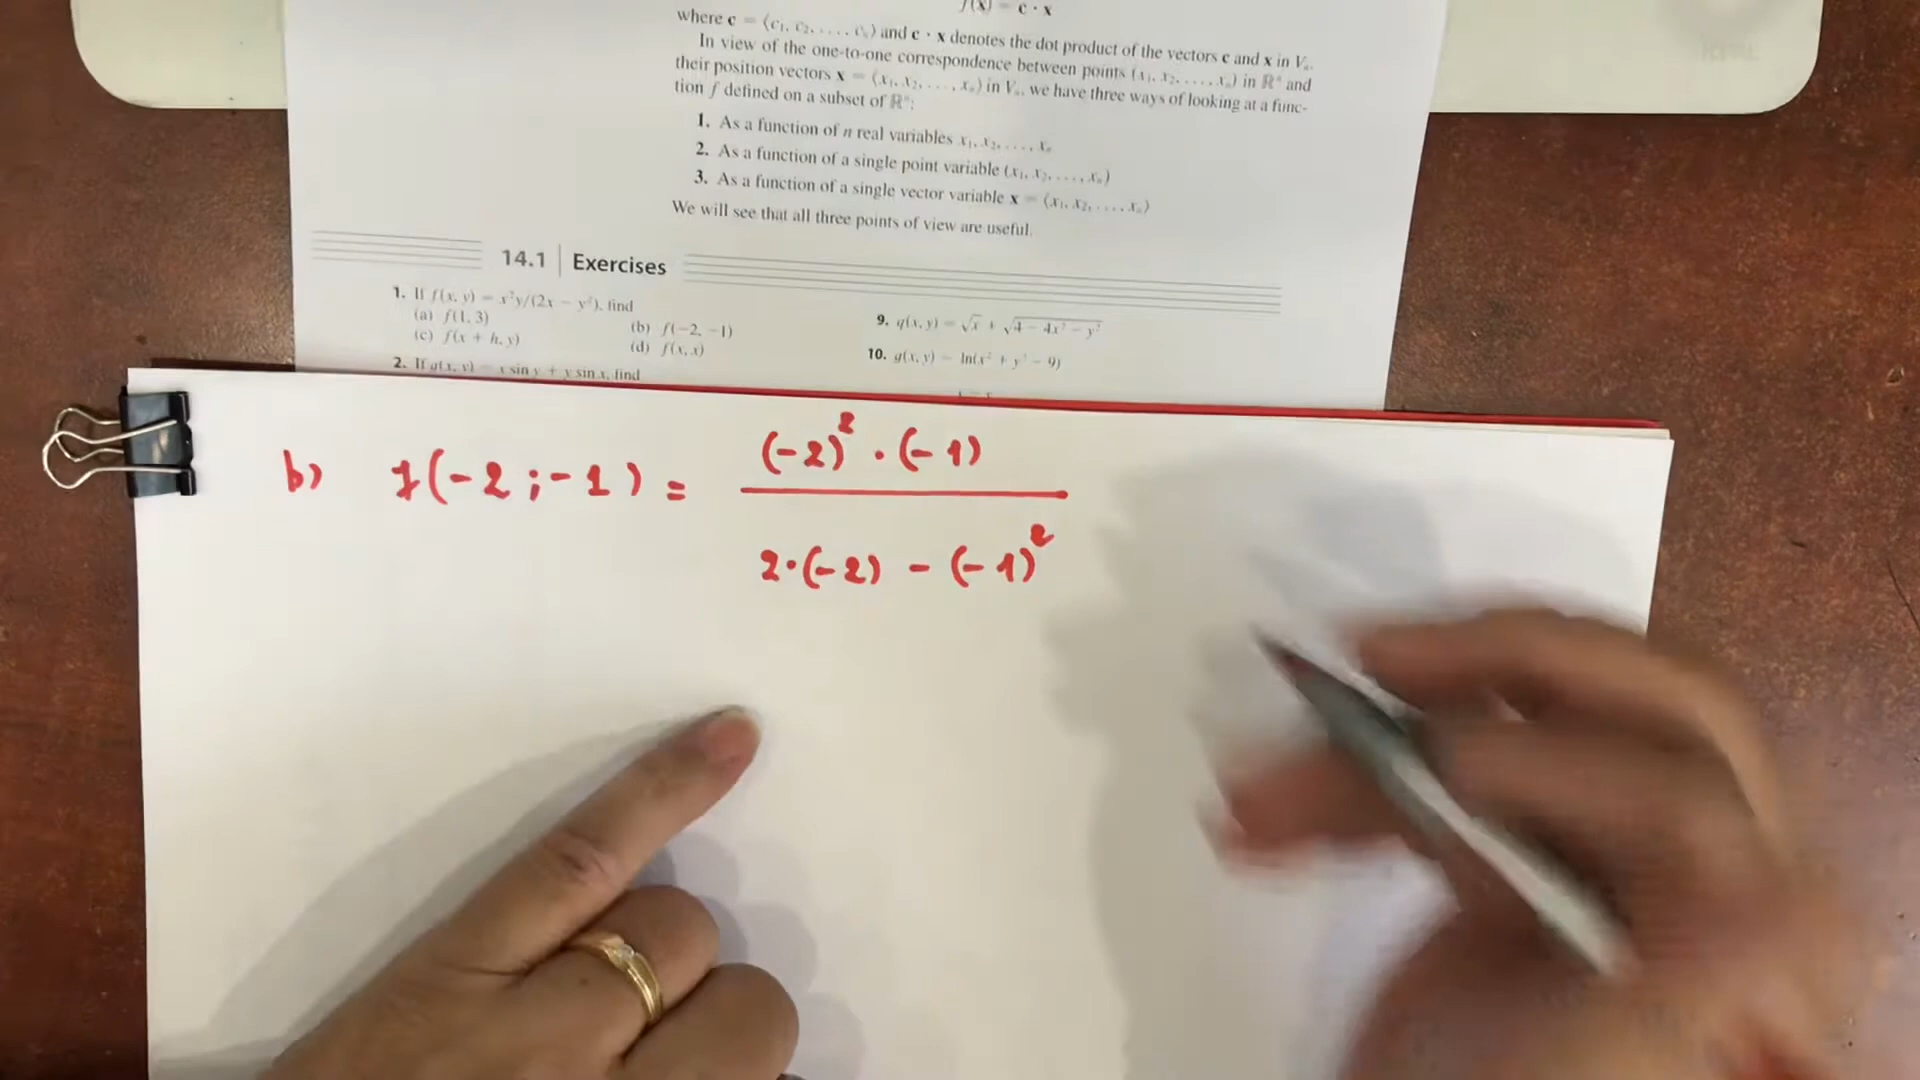 f(x) = c · x
where c = ⟨c₁, c₂, . . . , cₙ⟩ and c · x denotes the dot product of the vectors c and x in Vₙ.
In view of the one-to-one correspondence between points (x₁, x₂, . . . , xₙ) in ℝⁿ and
their position vectors x = ⟨x₁, x₂, . . . , xₙ⟩ in Vₙ, we have three ways of looking at a func-
tion f defined on a subset of ℝⁿ:
1. As a function of n real variables x₁, x₂, . . . , xₙ
2. As a function of a single point variable (x₁, x₂, . . . , xₙ)
3. As a function of a single vector variable x = ⟨x₁, x₂, . . . , xₙ⟩
We will see that all three points of view are useful.
14.1 Exercises
1. If f(x, y) = x²y/(2x − y²), find
(a) f(1, 3) (b) f(−2, −1)
(c) f(x + h, y) (d) f(x, x)
2. If g(x, y) = x sin y + y sin x, find
9. g(x, y) = √x + √4 − 4x² − y²
10. g(x, y) = ln(x² + y² − 9)
b) f(-2 ; -1) = (-2)² · (-1)
2·(-2) - (-1)²